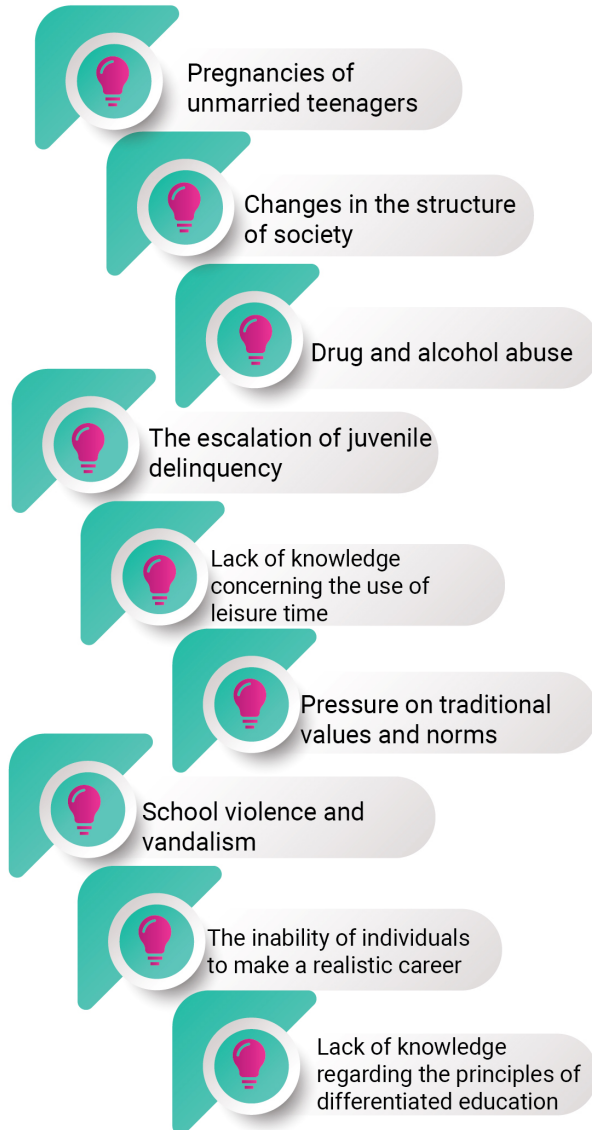 Pregnancies of
unmarried teenagers
Changes in the structure
of society
Drug and alcohol abuse
The escalation of juvenile
delinquency
Lack of knowledge
concerning the use of
leisure time
Pressure on traditional
values and norms
School violence and
vandalism
The inability of individuals
to make a realistic career
Lack of knowledge
regarding the principles of
differentiated education